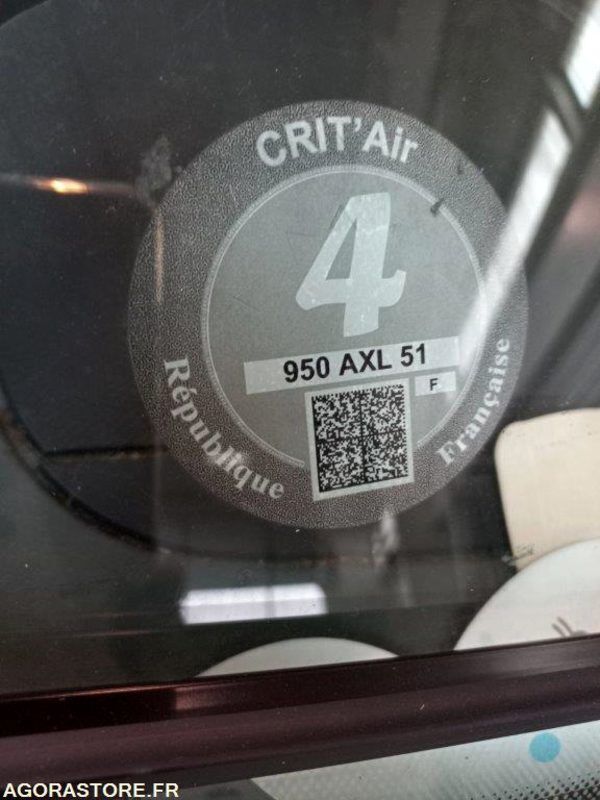 CRIT'Air
4
950 AXL 51
F
République Française
AGORASTORE.FR